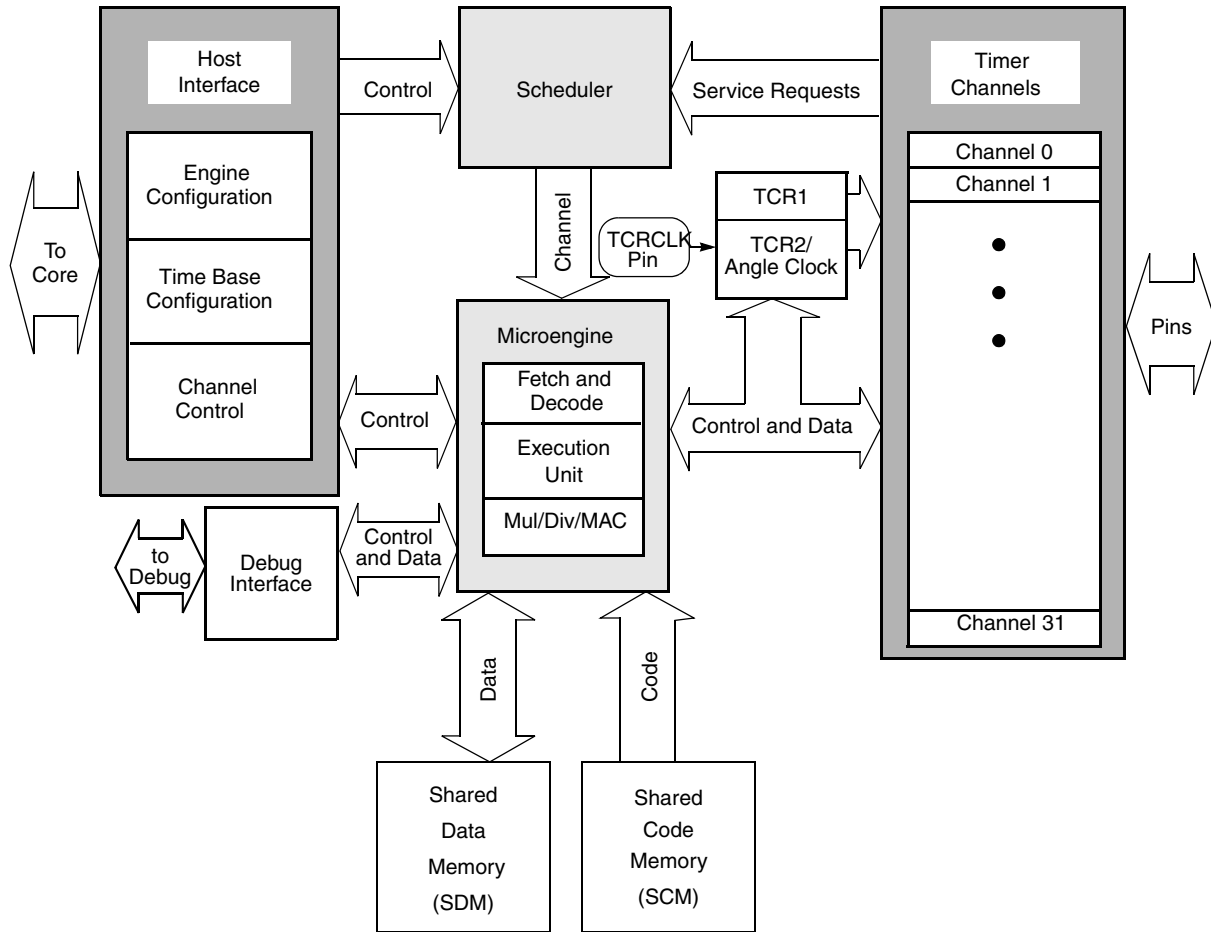 Host
Interface
Control
Scheduler
Service Requests
Timer
Channels
Engine
Configuration
Time Base
Configuration
Channel
Control
To
Core
Channel
TCRCLK
Pin
TCR1
TCR2/
Angle Clock
Channel 0
Channel 1
Channel 31
Pins
Microengine
Fetch and
Decode
Execution
Unit
Mul/Div/MAC
Control
Control and Data
to
Debug
Debug
Interface
Control
and Data
Data
Code
Shared
Data
Memory
(SDM)
Shared
Code
Memory
(SCM)